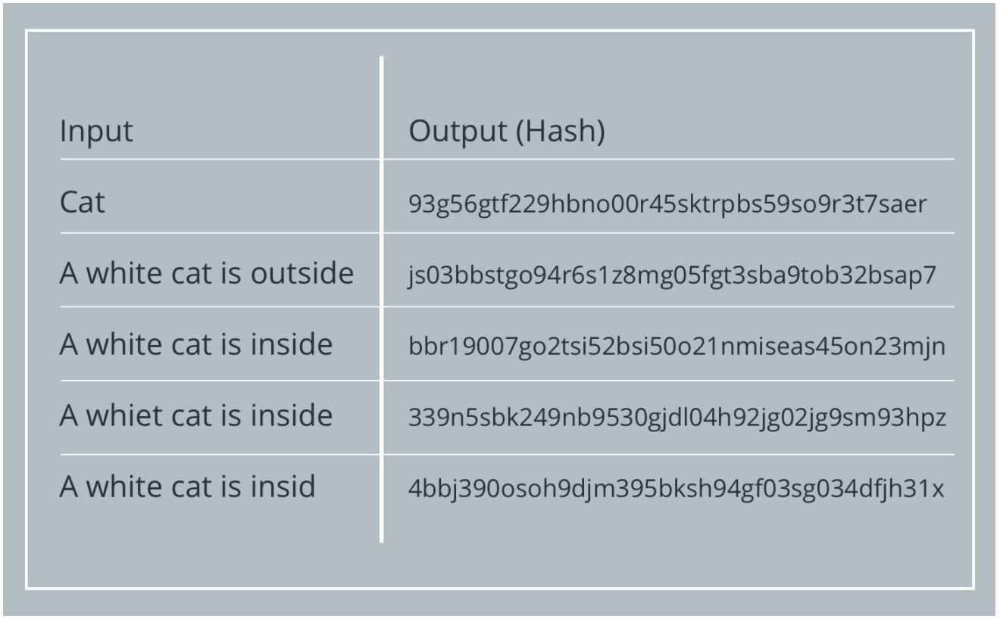 Input Output (Hash)
Cat 93g56gtf229hbno00r45sktrpbs59so9r3t7saer
A white cat is outside js03bbstgo94r6s1z8mg05fgt3sba9tob32bsap7
A white cat is inside bbr19007go2tsi52bsi50o21nmiseas45on23mjn
A whiet cat is inside 339n5sbk249nb9530gjdl04h92jg02jg9sm93hpz
A white cat is insid 4bbj390osoh9djm395bksh94gf03sg034dfjh31x